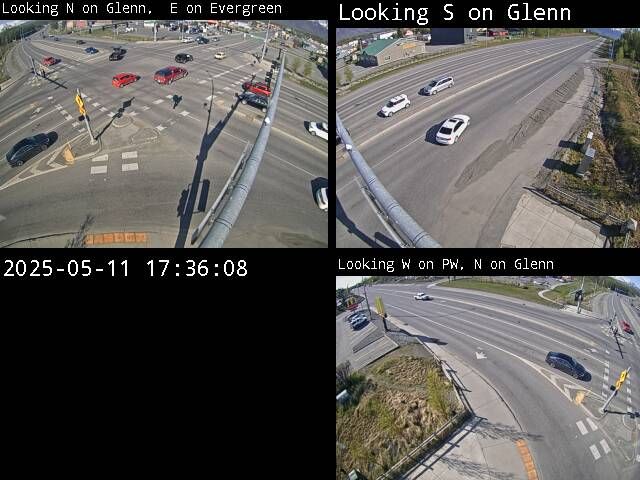 Looking N on Glenn, E on Evergreen
Looking S on Glenn
2025-05-11 17:36:08
Looking W on PW, N on Glenn